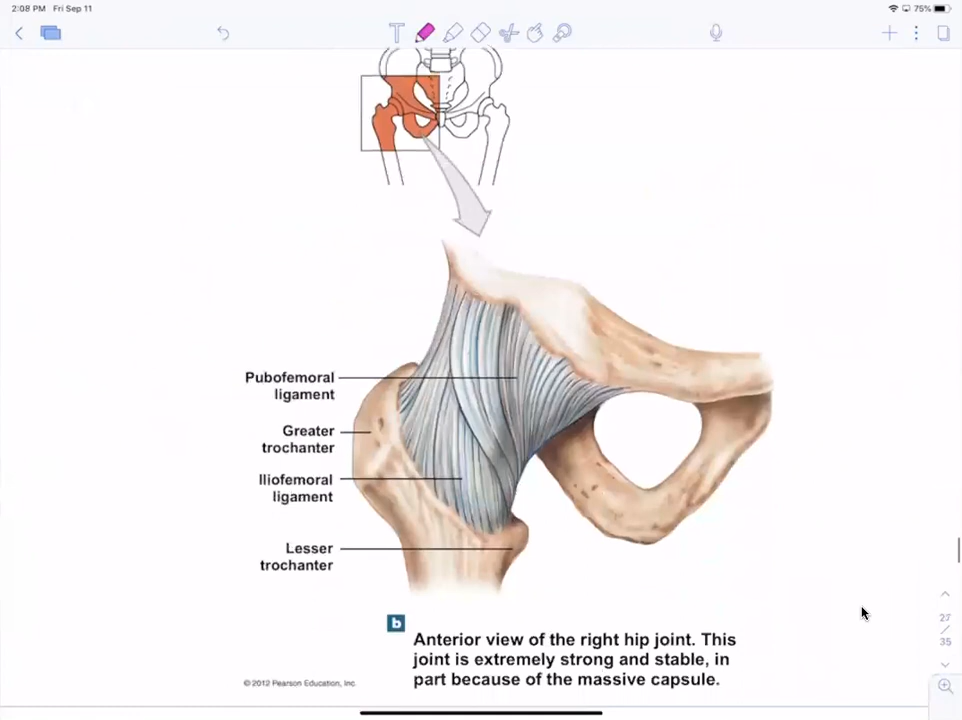 2:08 PM Fri Sep 11
75%
T
Pubofemoral
ligament
Greater
trochanter
Iliofemoral
ligament
Lesser
trochanter
b
Anterior view of the right hip joint. This
joint is extremely strong and stable, in
part because of the massive capsule.
© 2012 Pearson Education, Inc.
27
/
35